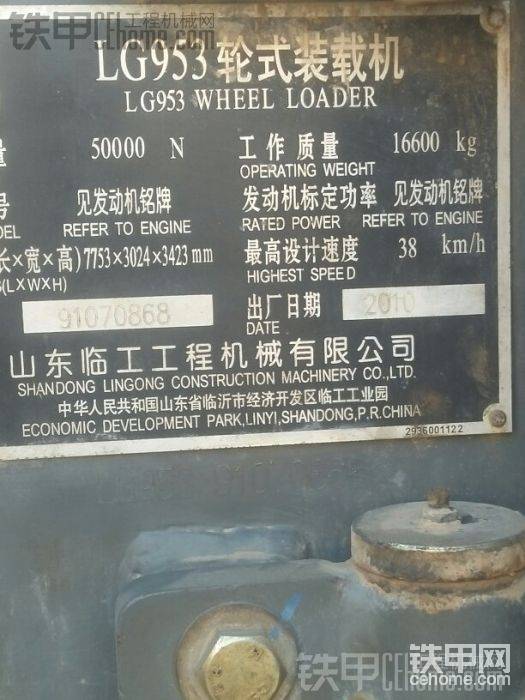 铁甲工程机械网
cehome.com
LG953 轮式装载机
LG953 WHEEL LOADER
量 50000 N 工作质量 16600 kg
OPERATING WEIGHT
号 见发动机铭牌 发动机标定功率 见发动机铭牌
DEL REFER TO ENGINE RATED POWER REFER TO ENGINE
长×宽×高) 7753×3024×3423 mm 最高设计速度 38 km/h
S(L×W×H) HIGHEST SPEED
91070868 出厂日期 2010
DATE
山东临工工程机械有限公司
SHANDONG LINGONG CONSTRUCTION MACHINERY CO.,LTD.
中华人民共和国山东省临沂市经济开发区临工工业园
ECONOMIC DEVELOPMENT PARK,LINYI,SHANDONG,P.R.CHINA
2936001122
铁甲网
cehome.com